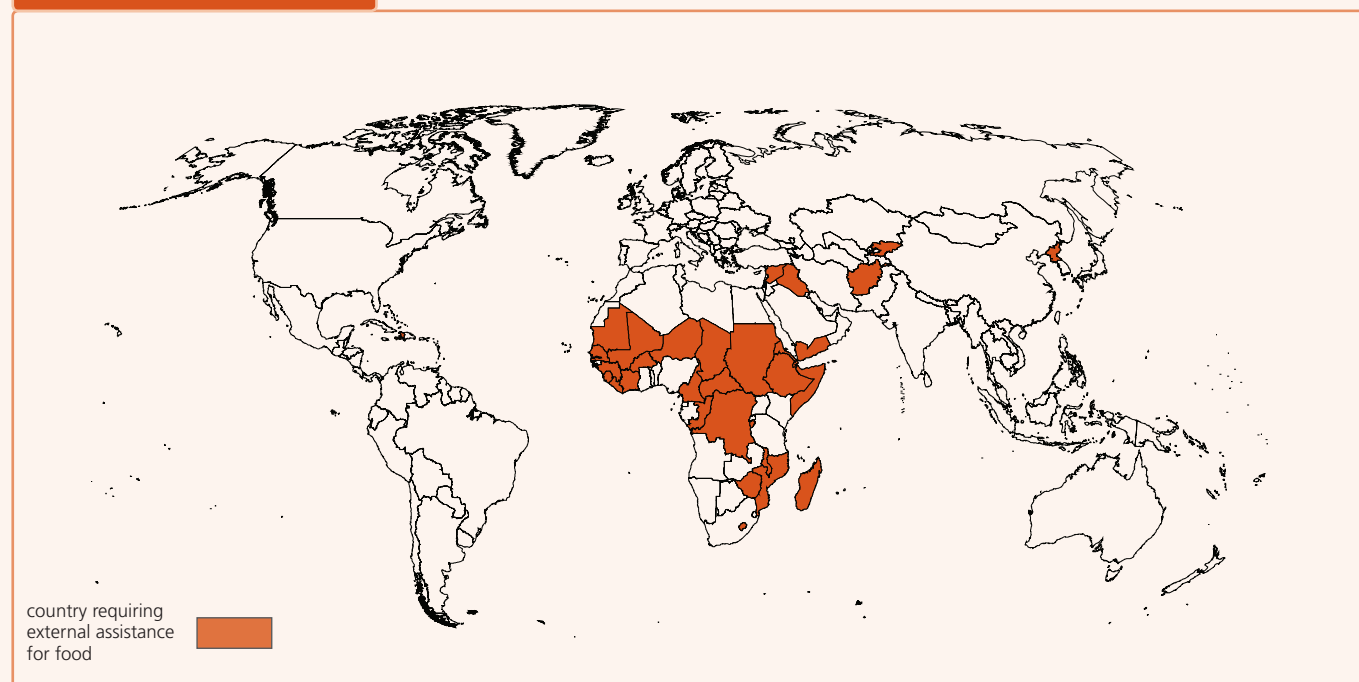 country requiring
external assistance
for food